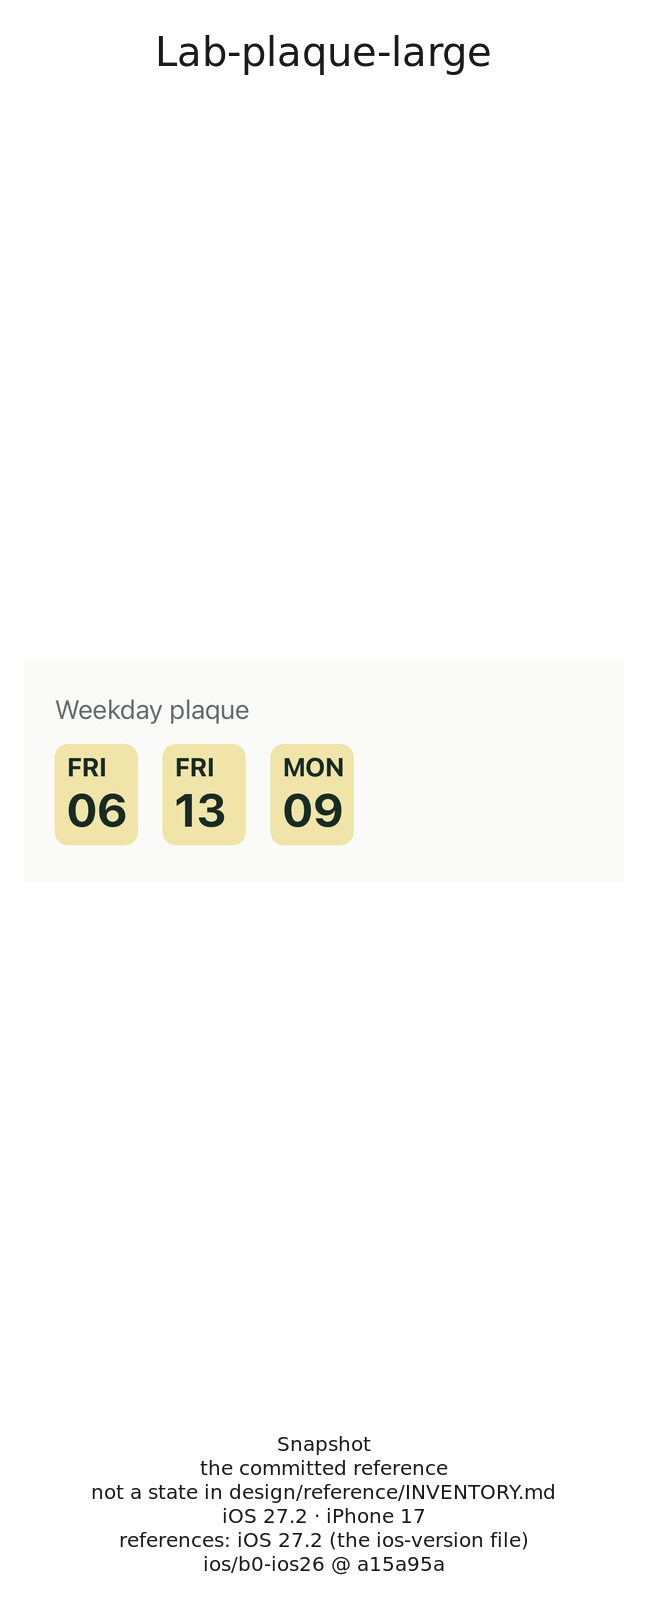 Lab-plaque-large
Weekday plaque
FRI FRI MON
06 13 09
Snapshot
the committed reference
not a state in design/reference/INVENTORY.md
iOS 27.2 · iPhone 17
references: iOS 27.2 (the ios-version file)
ios/b0-ios26 @ a15a95a